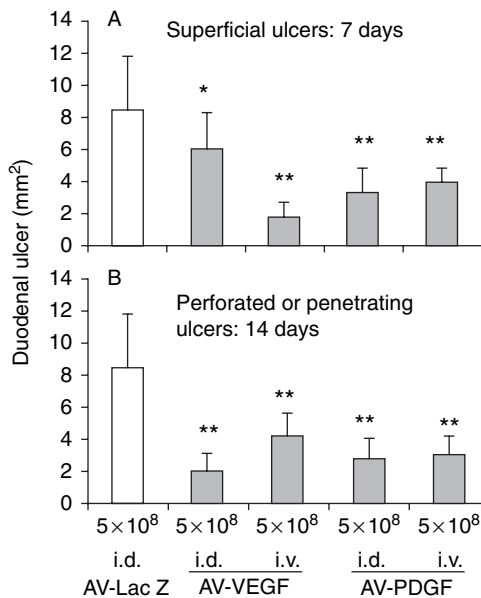 Duodenal ulcer (mm²)
14
12
10
8
6
4
2
0
A
Superficial ulcers: 7 days
*
**
**
**
14
12
10
8
6
4
2
0
B
Perforated or penetrating
ulcers: 14 days
**
**
**
**
5×10⁸ 5×10⁸ 5×10⁸ 5×10⁸ 5×10⁸
i.d. i.d. i.v. i.d. i.v.
AV-Lac Z AV-VEGF AV-PDGF